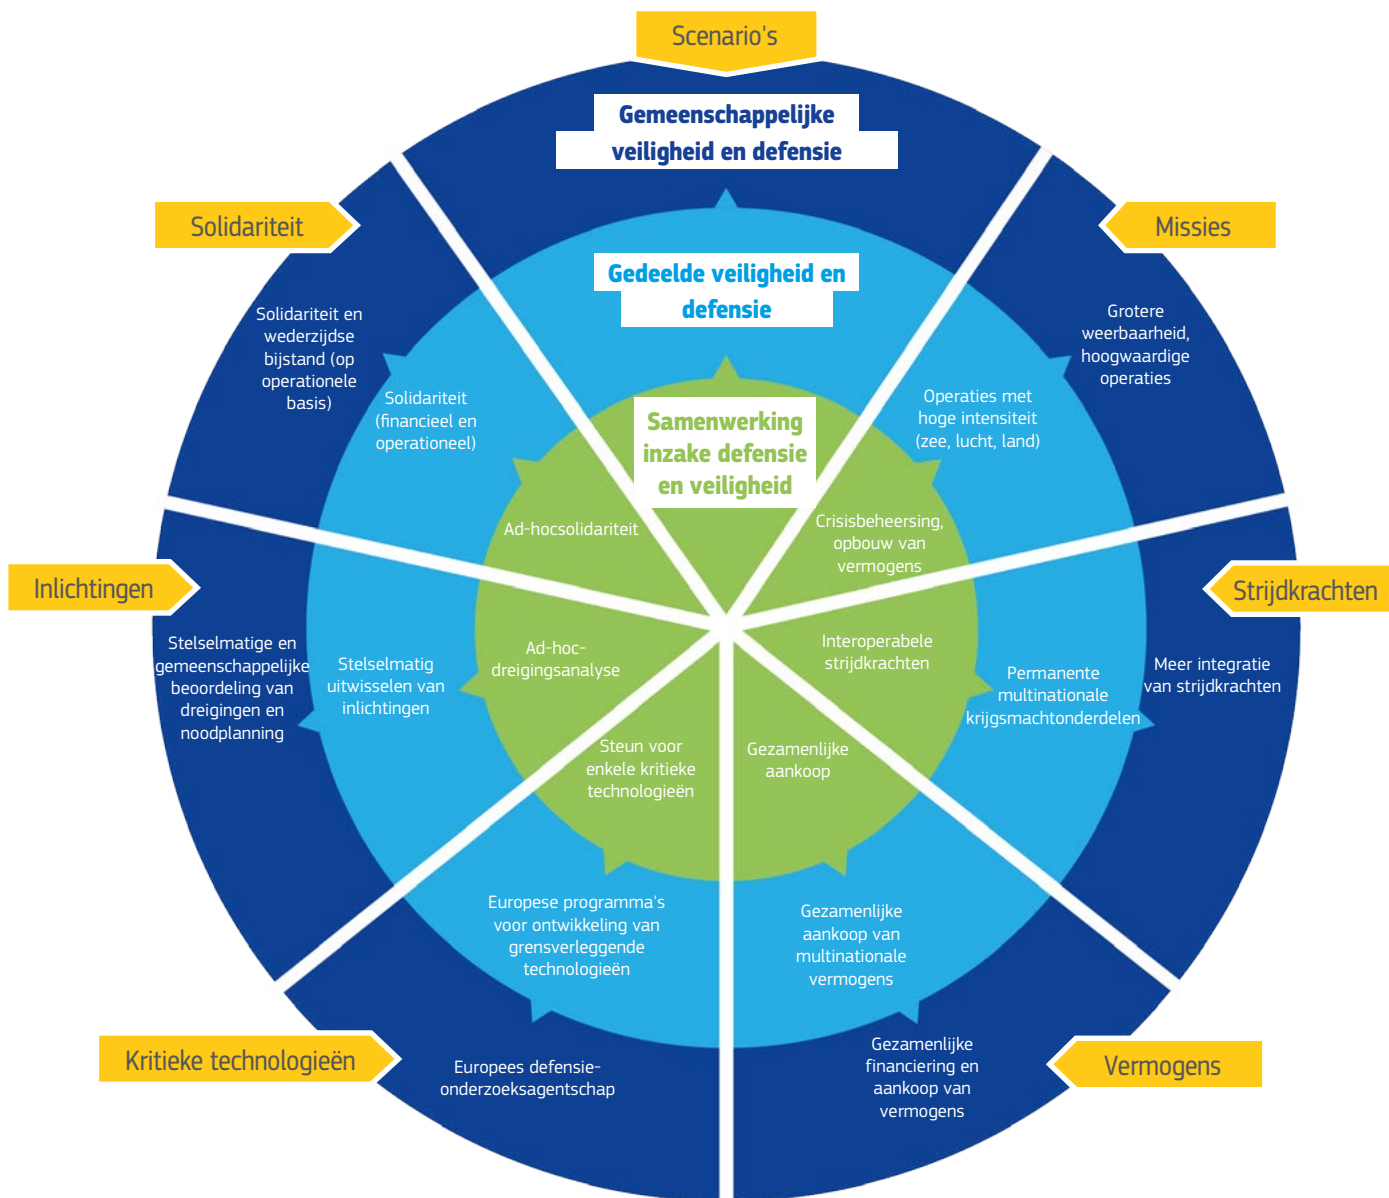 Scenario's
Gemeenschappelijke
veiligheid en defensie
Gedeelde veiligheid en
defensie
Samenwerking
inzake defensie
en veiligheid
Missies
Grotere
weerbaarheid,
hoogwaardige
operaties
Operaties met
hoge intensiteit
(zee, lucht, land)
Crisisbeheersing,
opbouw van
vermogens
Strijdkrachten
Meer integratie
van strijdkrachten
Permanente
multinationale
krijgsmachtonderdelen
Interoperabele
strijdkrachten
Vermogens
Gezamenlijke
financiering en
aankoop van
vermogens
Gezamenlijke
aankoop van
multinationale
vermogens
Gezamenlijke
aankoop
Kritieke technologieën
Europees defensie-
onderzoeksagentschap
Europese programma's
voor ontwikkeling van
grensverleggende
technologieën
Steun voor
enkele kritieke
technologieën
Inlichtingen
Stelselmatige en
gemeenschappelijke
beoordeling van
dreigingen en
noodplanning
Stelselmatig
uitwisselen van
inlichtingen
Ad-hoc-
dreigingsanalyse
Solidariteit
Solidariteit en
wederzijdse
bijstand (op
operationele
basis)
Solidariteit
(financieel en
operationeel)
Ad-hocsolidariteit